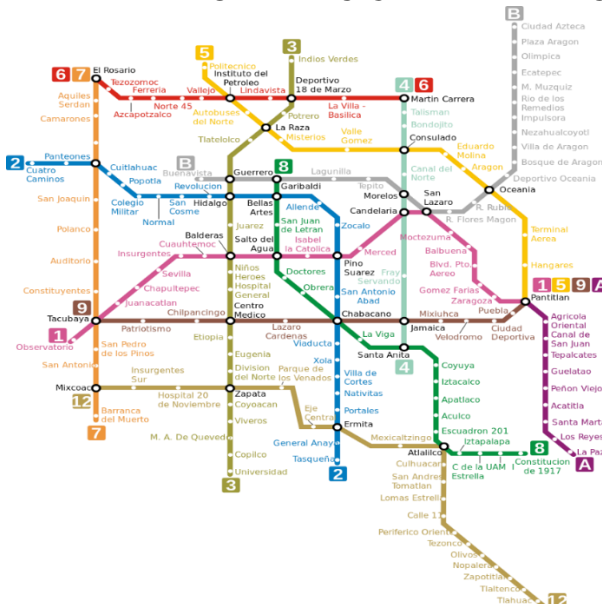 B
Ciudad Azteca
Plaza Aragon
Olimpica
Ecatepec
M. Muzquiz
Rio de los
Remedios
Impulsora
Nezahualcoyotl
Villa de Aragon
Bosque de Aragon
Deportivo Oceania
Oceania
R. Flores Magon
San
Lazaro
Morelos
Tepito
Lagunilla
Garibaldi
Guerrero
Buenavista
B
6 7
El Rosario
Tezozomoc
Azcapotzalco
Ferreria
Norte 45
Vallejo
Instituto del
Petroleo
Lindavista
Deportivo
18 de Marzo
La Villa -
Basilica
Martin Carrera
4 6
5
Politecnico
Autobuses
del Norte
La Raza
Misterios
Valle
Gomez
Consulado
Eduardo
Molina
Aragon
Terminal
Aerea
Hangares
Pantitlan
1 5 9 A
3
Indios Verdes
Potrero
Tlatelolco
Hidalgo
Juarez
Balderas
Niños
Heroes
Hospital
General
Centro
Medico
Etiopia
Eugenia
Division
del Norte
Zapata
Coyoacan
Viveros
M. A. De Quevedo
Copilco
Universidad
3
Talisman
Bondojito
Canal del
Norte
Candelaria
Fray
Servando
Jamaica
Santa Anita
4
Aquiles
Serdan
Camarones
Panteones
San Joaquin
Polanco
Auditorio
Constituyentes
Tacubaya
San Pedro
de los Pinos
San Antonio
Mixcoac
Barranca
del Muerto
7
2
Cuatro
Caminos
Cuitlahuac
Popotla
Colegio
Militar
Normal
San
Cosme
Revolucion
Bellas
Artes
Allende
Zocalo
Pino
Suarez
San Antonio
Abad
Chabacano
Viaducto
Xola
Villa de
Cortes
Nativitas
Portales
Ermita
General Anaya
Tasqueña
2
8
San Juan
de Letran
Salto del
Agua
Doctores
Obrera
La Viga
Coyuya
Iztacalco
Apatlaco
Aculco
Escuadron 201
Atlalilco
Iztapalapa
C de la
Estrella
UAM I
Constitucion
de 1917
8
1
Observatorio
Juanacatlan
Chapultepec
Sevilla
Insurgentes
Cuauhtemoc
Isabel
la Catolica
Merced
Moctezuma
Balbuena
Blvd. Pto.
Aereo
Gomez Farias
Zaragoza
9
Patriotismo
Chilpancingo
Lazaro
Cardenas
Mixiuhca
Velodromo
Ciudad
Deportiva
Puebla
Agricola
Oriental
Canal de
San Juan
Tepalcates
Guelatao
Peñon Viejo
Acatitla
Santa Mart
Los Reyes
La Paz
A
12
Insurgentes
Sur
Hospital 20
de Noviembre
Parque de
los Venados
Eje
Central
Mexicaltzingo
Culhuacan
San Andres
Tomatlan
Lomas Estrella
Calle 11
Periferico Orient
Tezonco
Olivos
Nopalera
Zapotitlan
Tlaltenco
Tlahuac
12